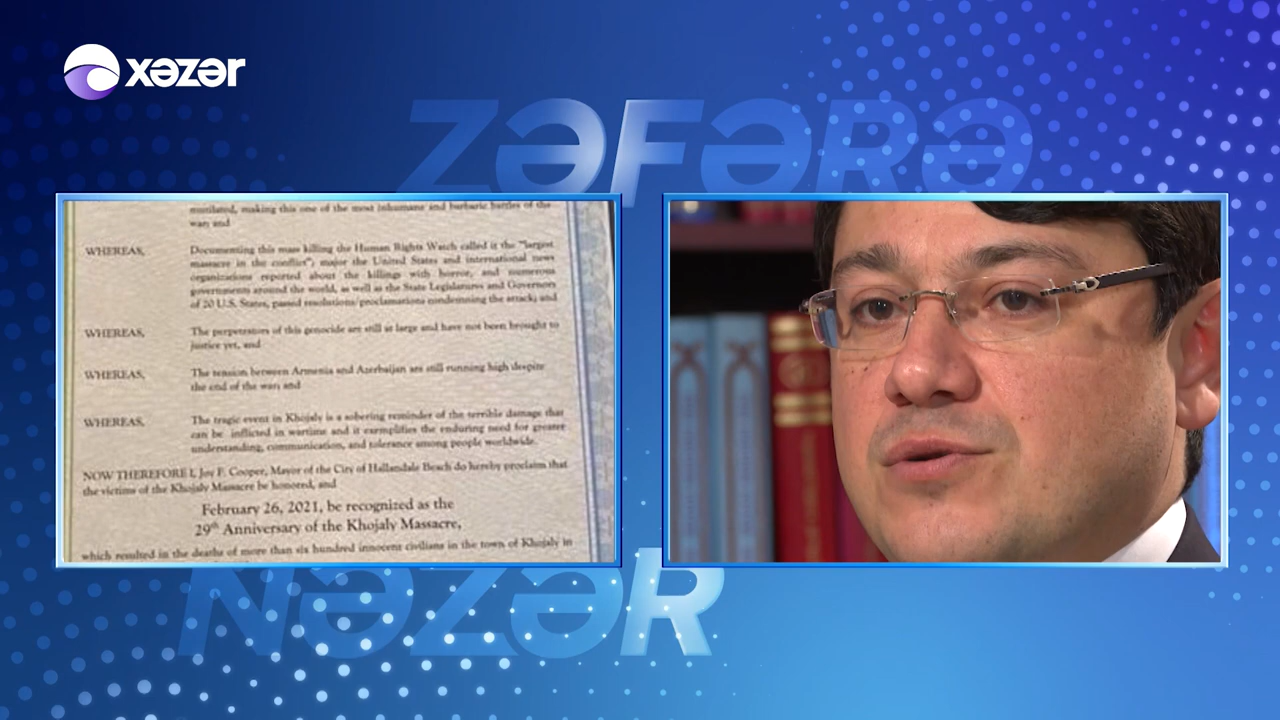 xəzər
ZƏFƏRƏ
mutilated, making this one of the most inhumane and barbaric battles of the
war; and
WHEREAS, Documenting this mass killing the Human Rights Watch called it the "largest
massacre in the conflict"; major the United States and international news
organizations reported about the killings with horror, and numerous
governments around the world, as well as the State Legislatures and Governors
of 20 U.S. States, passed resolutions/proclamations condemning the attack; and
WHEREAS, The perpetrators of this genocide are still at large and have not been brought to
justice yet, and
WHEREAS, The tension between Armenia and Azerbaijan are still running high despite
the end of the war; and
WHEREAS, The tragic event in Khojaly is a sobering reminder of the terrible damage that
can be inflicted in wartime and it exemplifies the enduring need for greater
understanding, communication, and tolerance among people worldwide.
NOW THEREFORE I, Joy F. Cooper, Mayor of the City of Hallandale Beach do hereby proclaim that
the victims of the Khojaly Massacre be honored, and
February 26, 2021, be recognized as the
29th Anniversary of the Khojaly Massacre,
which resulted in the deaths of more than six hundred innocent civilians in the town of Khojaly in
NƏZƏR